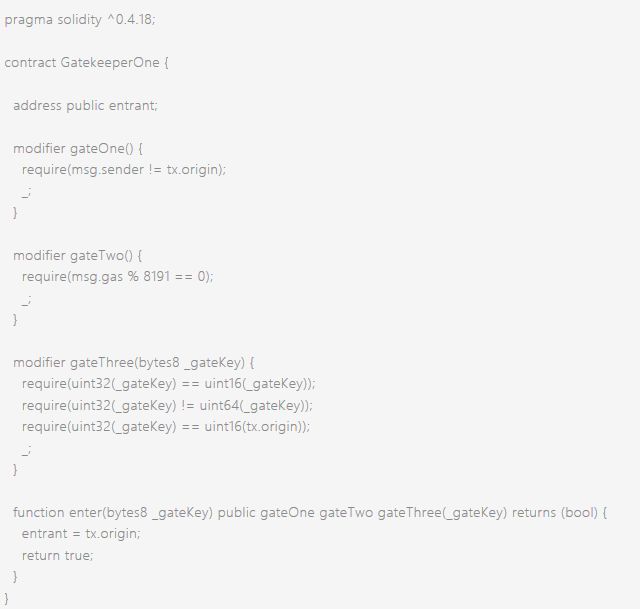 pragma solidity ^0.4.18;
contract GatekeeperOne {
address public entrant;
modifier gateOne() {
require(msg.sender != tx.origin);
_;
}
modifier gateTwo() {
require(msg.gas % 8191 == 0);
_;
}
modifier gateThree(bytes8 _gateKey) {
require(uint32(_gateKey) == uint16(_gateKey));
require(uint32(_gateKey) != uint64(_gateKey));
require(uint32(_gateKey) == uint16(tx.origin));
_;
}
function enter(bytes8 _gateKey) public gateOne gateTwo gateThree(_gateKey) returns (bool) {
entrant = tx.origin;
return true;
}
}